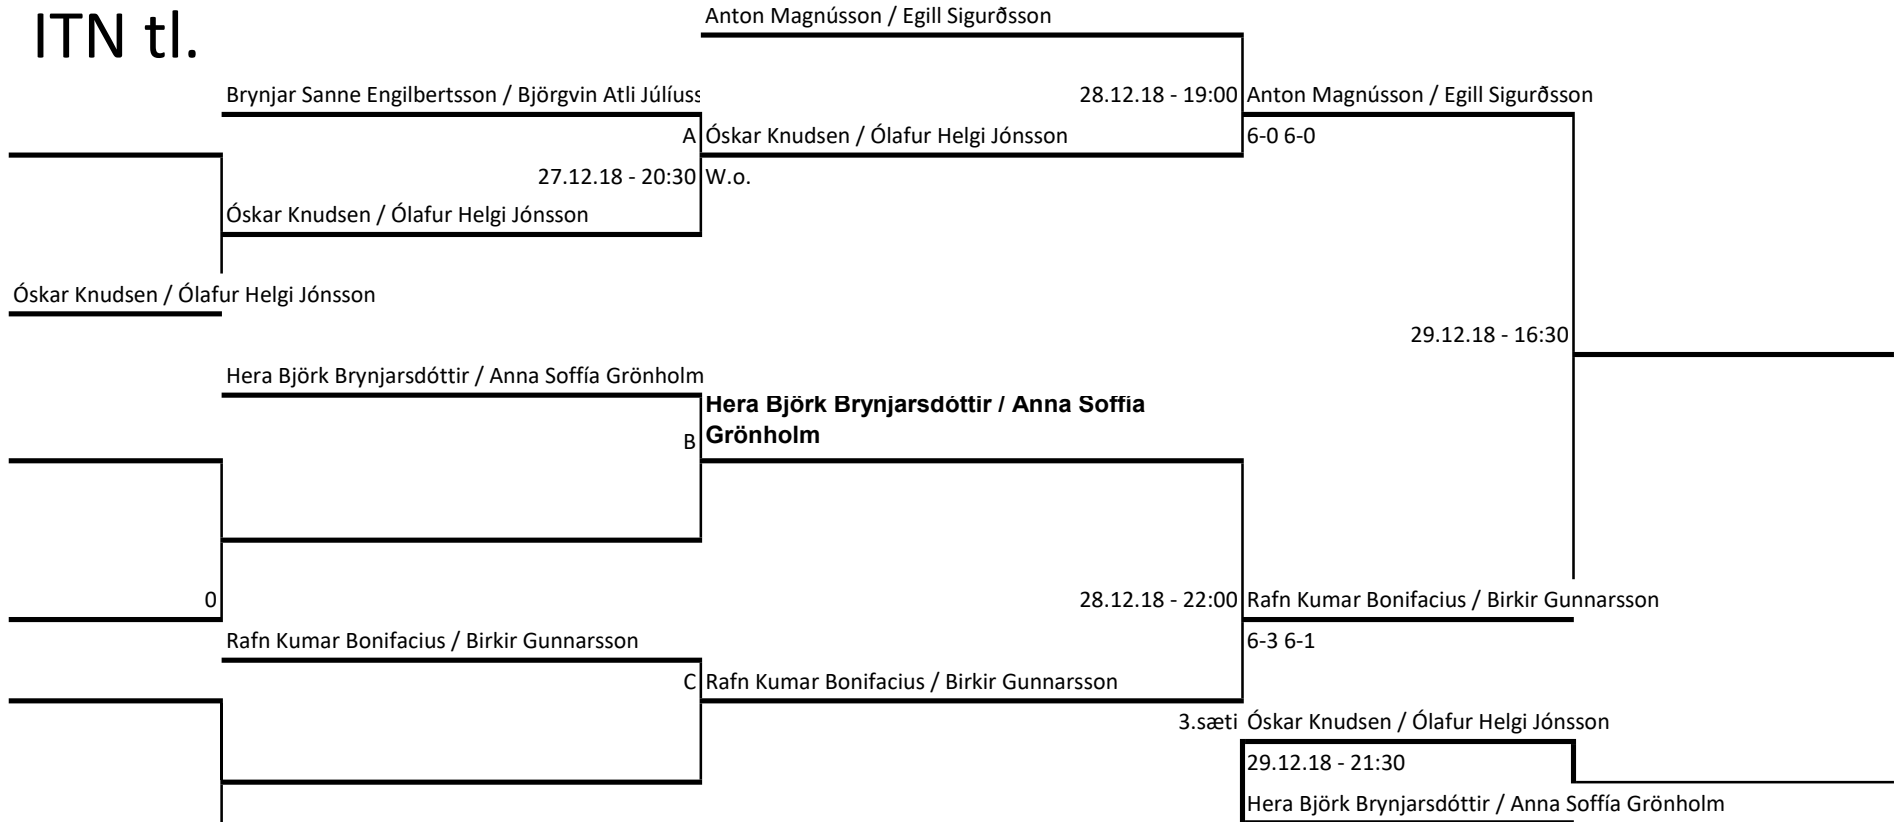 ITN tl.
Anton Magnússon / Egill Sigurðsson
Brynjar Sanne Engilbertsson / Björgvin Atli Júlíuss
28.12.18 - 19:00
Anton Magnússon / Egill Sigurðsson
A
Óskar Knudsen / Ólafur Helgi Jónsson
6-0 6-0
27.12.18 - 20:30
W.o.
Óskar Knudsen / Ólafur Helgi Jónsson
Óskar Knudsen / Ólafur Helgi Jónsson
29.12.18 - 16:30
Hera Björk Brynjarsdóttir / Anna Soffía Grönholm
Hera Björk Brynjarsdóttir / Anna Soffía
Grönholm
B
0
28.12.18 - 22:00
Rafn Kumar Bonifacius / Birkir Gunnarsson
Rafn Kumar Bonifacius / Birkir Gunnarsson
6-3 6-1
C
Rafn Kumar Bonifacius / Birkir Gunnarsson
3.sæti
Óskar Knudsen / Ólafur Helgi Jónsson
29.12.18 - 21:30
Hera Björk Brynjarsdóttir / Anna Soffía Grönholm